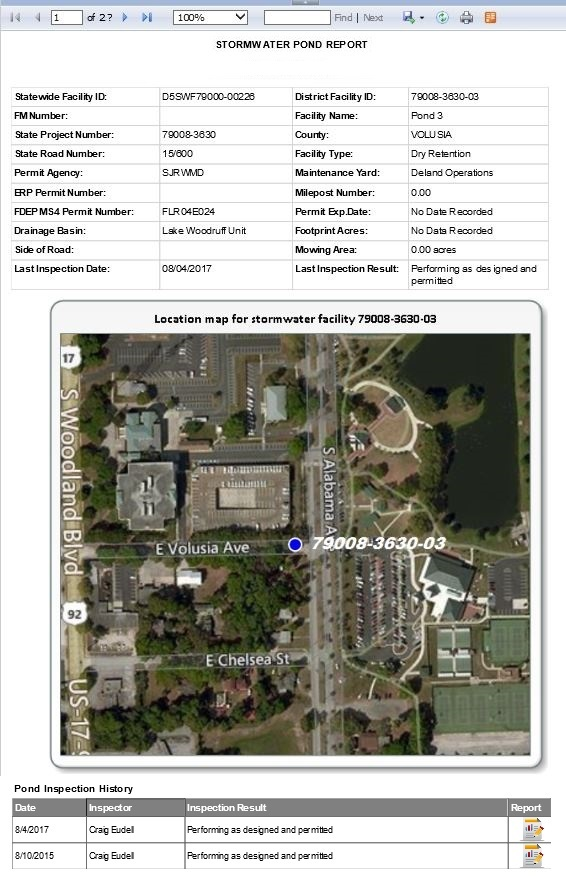 1 of 2 ? 100% Find | Next
STORMWATER POND REPORT
Statewide Facility ID: D5SWF79000-00226 District Facility ID: 79008-3630-03
FM Number: Facility Name: Pond 3
State Project Number: 79008-3630 County: VOLUSIA
State Road Number: 15/600 Facility Type: Dry Retention
Permit Agency: SJRWMD Maintenance Yard: Deland Operations
ERP Permit Number: Milepost Number: 0.00
FDEP MS4 Permit Number: FLR04E024 Permit Exp.Date: No Data Recorded
Drainage Basin: Lake Woodruff Unit Footprint Acres: No Data Recorded
Side of Road: Mowing Area: 0.00 acres
Last Inspection Date: 08/04/2017 Last Inspection Result: Performing as designed and
permitted
Location map for stormwater facility 79008-3630-03
17
S Woodland Blvd
S Alabama A
E Volusia Ave
79008-3630-03
92
E Chelsea St
US-17-9
Pond Inspection History
Date Inspector Inspection Result Report
8/4/2017 Craig Eudell Performing as designed and permitted
8/10/2015 Craig Eudell Performing as designed and permitted